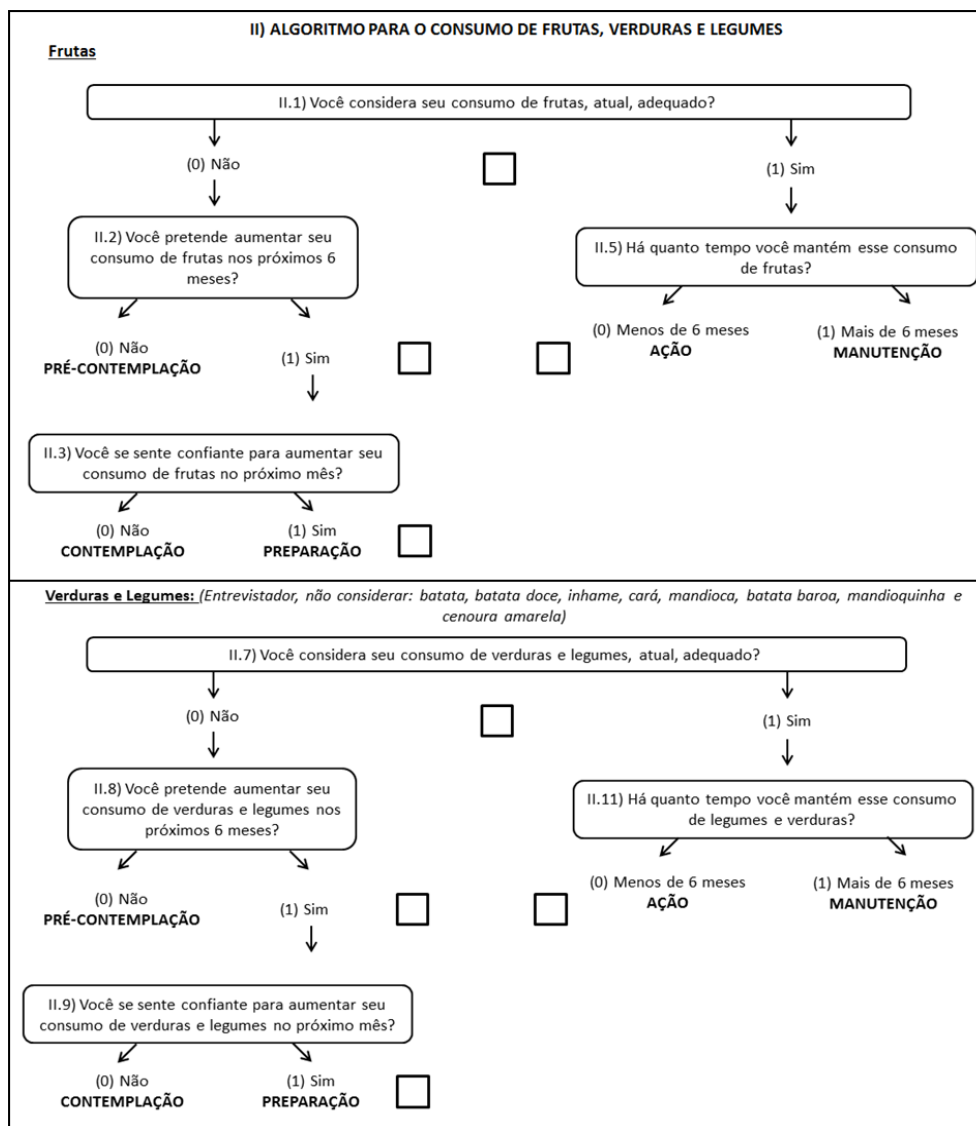 II) ALGORITMO PARA O CONSUMO DE FRUTAS, VERDURAS E LEGUMES
Frutas
II.1) Você considera seu consumo de frutas, atual, adequado?
(0) Não
(1) Sim
II.2) Você pretende aumentar seu
consumo de frutas nos próximos 6
meses?
II.5) Há quanto tempo você mantém esse consumo
de frutas?
(0) Não
PRÉ-CONTEMPLAÇÃO
(1) Sim
(0) Menos de 6 meses
AÇÃO
(1) Mais de 6 meses
MANUTENÇÃO
II.3) Você se sente confiante para aumentar seu
consumo de frutas no próximo mês?
(0) Não
CONTEMPLAÇÃO
(1) Sim
PREPARAÇÃO
Verduras e Legumes: (Entrevistador, não considerar: batata, batata doce, inhame, cará, mandioca, batata baroa, mandioquinha e
cenoura amarela)
II.7) Você considera seu consumo de verduras e legumes, atual, adequado?
(0) Não
(1) Sim
II.8) Você pretende aumentar seu
consumo de verduras e legumes nos
próximos 6 meses?
II.11) Há quanto tempo você mantém esse consumo
de legumes e verduras?
(0) Não
PRÉ-CONTEMPLAÇÃO
(1) Sim
(0) Menos de 6 meses
AÇÃO
(1) Mais de 6 meses
MANUTENÇÃO
II.9) Você se sente confiante para aumentar seu
consumo de verduras e legumes no próximo mês?
(0) Não
CONTEMPLAÇÃO
(1) Sim
PREPARAÇÃO